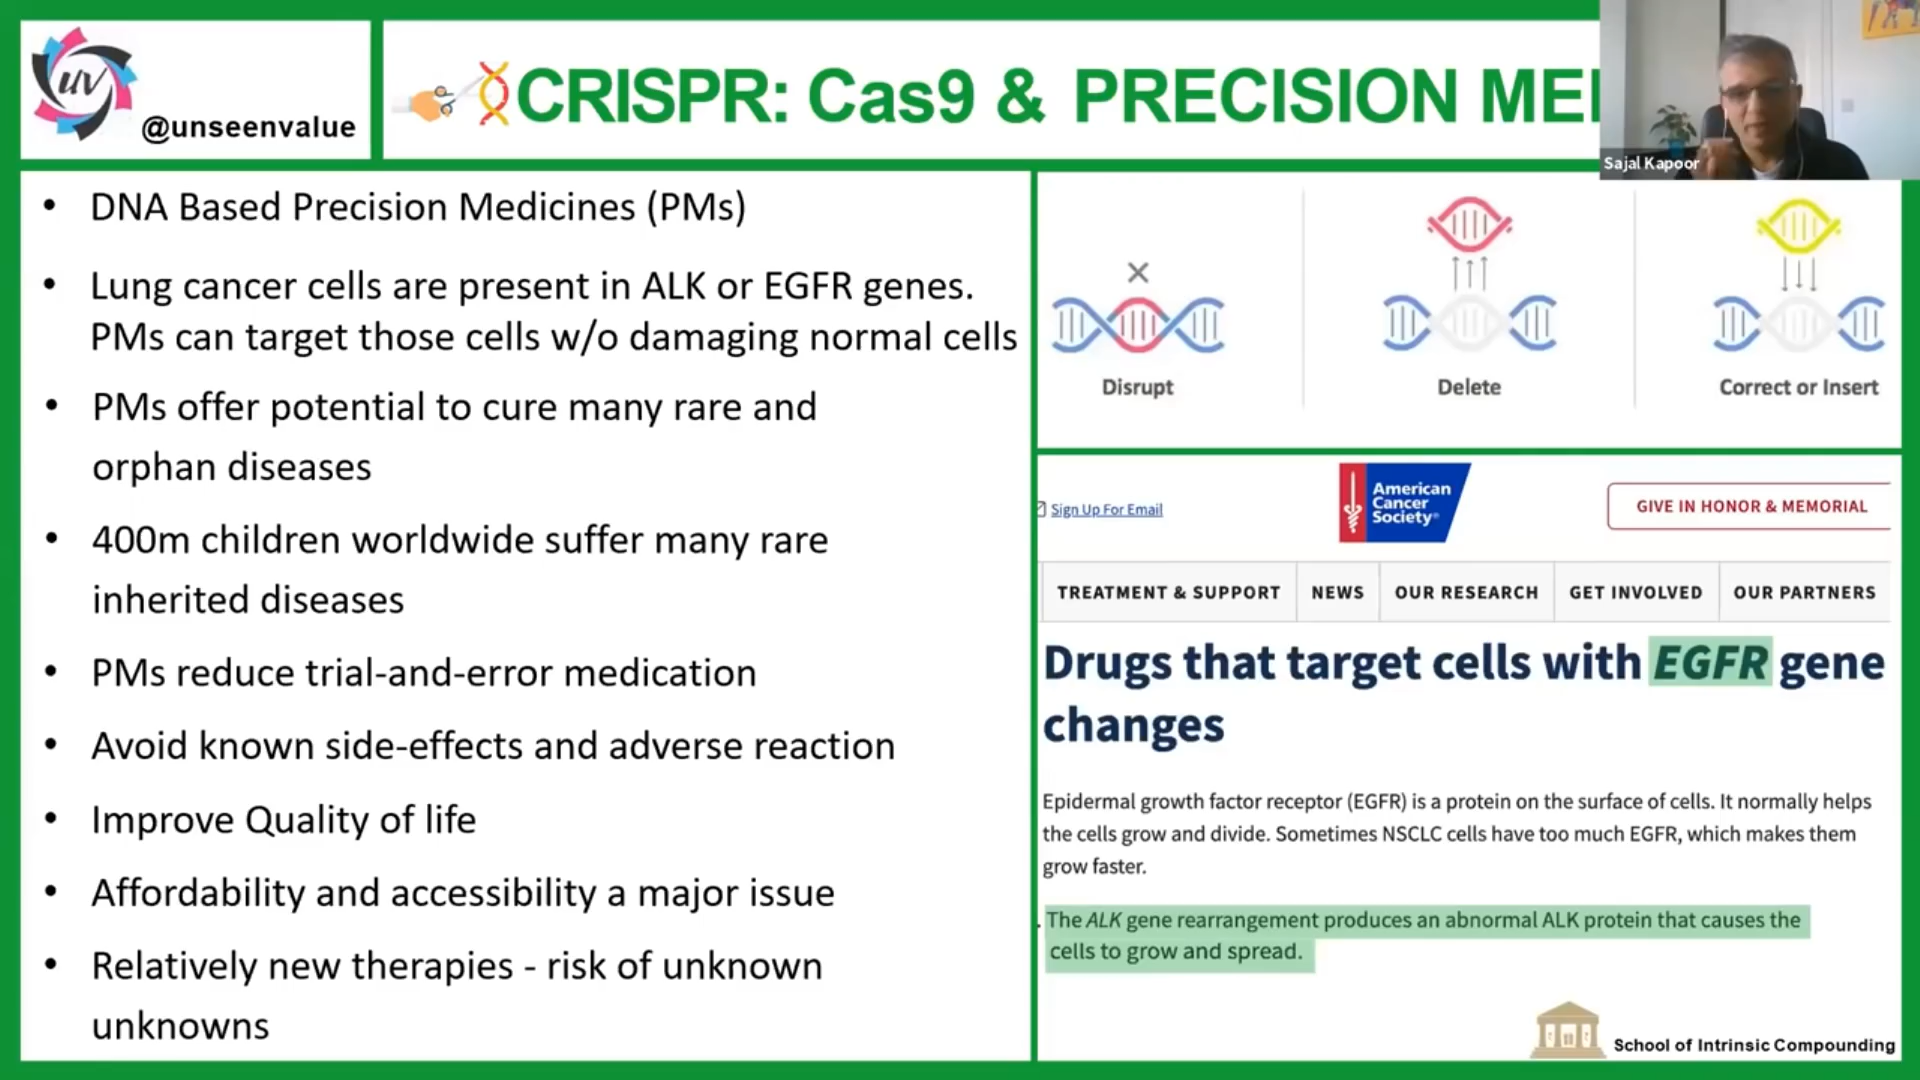 uv
@unseenvalue
CRISPR: Cas9 & PRECISION
Sajal Kapoor
• DNA Based Precision Medicines (PMs)
• Lung cancer cells are present in ALK or EGFR genes.
PMs can target those cells w/o damaging normal cells
• PMs offer potential to cure many rare and
orphan diseases
• 400m children worldwide suffer many rare
inherited diseases
• PMs reduce trial-and-error medication
• Avoid known side-effects and adverse reaction
• Improve Quality of life
• Affordability and accessibility a major issue
• Relatively new therapies - risk of unknown
unknowns
Disrupt
Delete
Correct or Insert
Sign Up For Email
American
Cancer
Society®
GIVE IN HONOR & MEMORIAL
TREATMENT & SUPPORT NEWS OUR RESEARCH GET INVOLVED OUR PARTNERS
Drugs that target cells with EGFR gene
changes
Epidermal growth factor receptor (EGFR) is a protein on the surface of cells. It normally helps
the cells grow and divide. Sometimes NSCLC cells have too much EGFR, which makes them
grow faster.
. The ALK gene rearrangement produces an abnormal ALK protein that causes the
cells to grow and spread.
School of Intrinsic Compounding